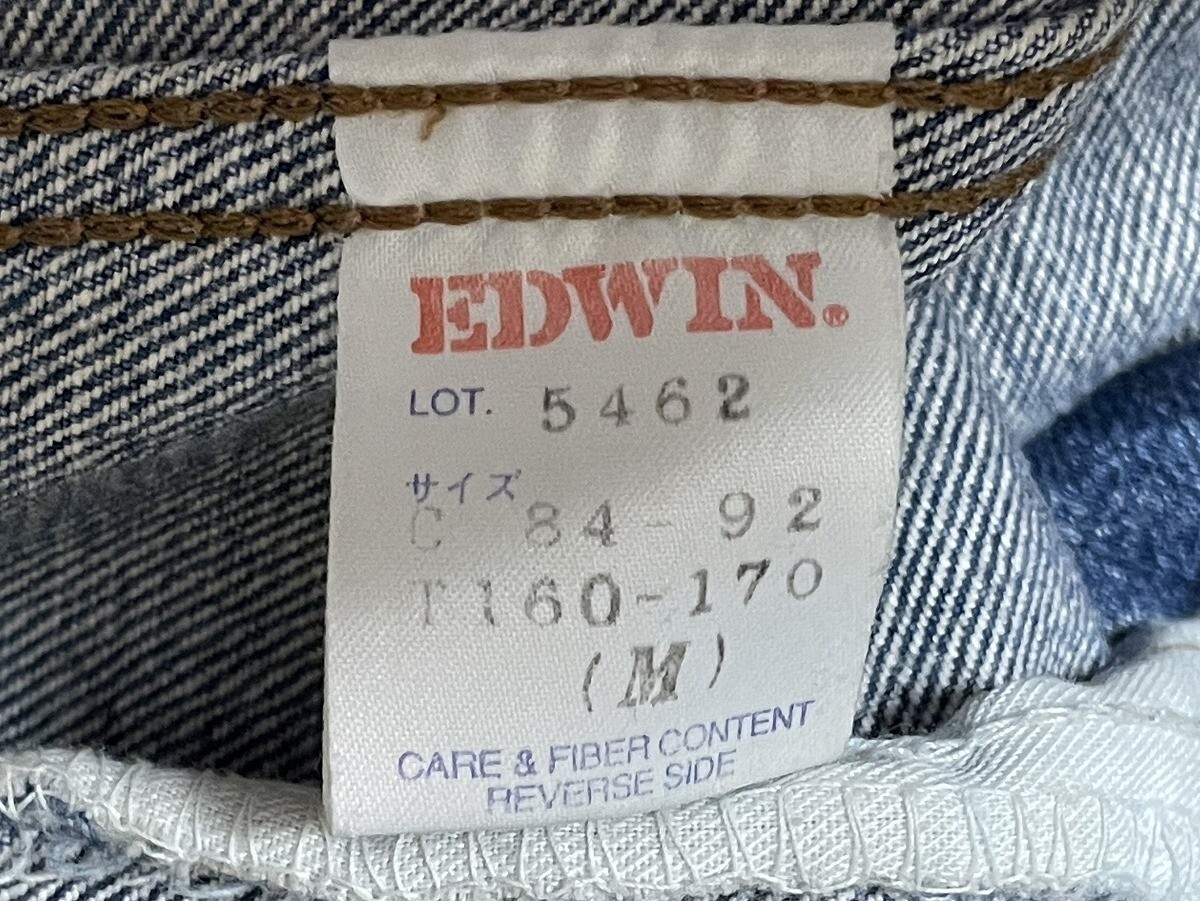 EDWIN.®
LOT. 5462
サイズ
C 84-92
T160-170
(M)
CARE & FIBER CONTENT
REVERSE SIDE